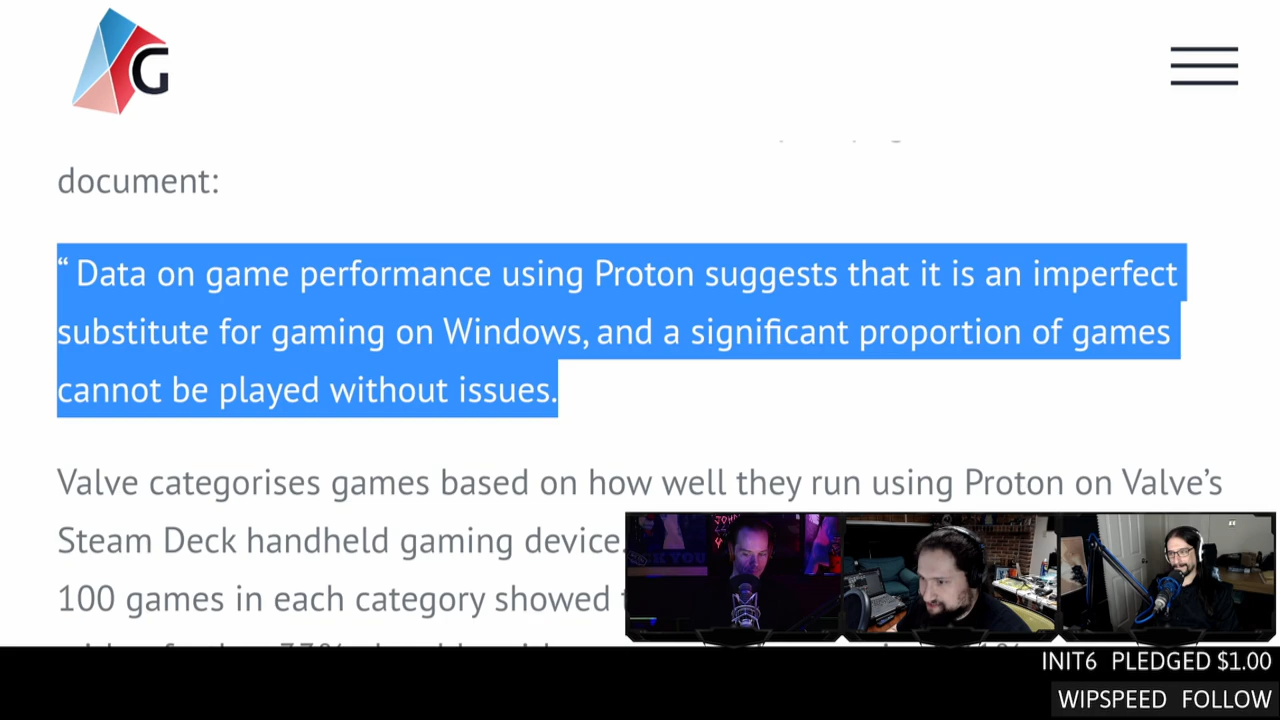 G
document:
“ Data on game performance using Proton suggests that it is an imperfect
substitute for gaming on Windows, and a significant proportion of games
cannot be played without issues.
Valve categorises games based on how well they run using Proton on Valve’s
Steam Deck handheld gaming device.
100 games in each category showed
INIT6 PLEDGED $1.00
WIPSPEED FOLLOW